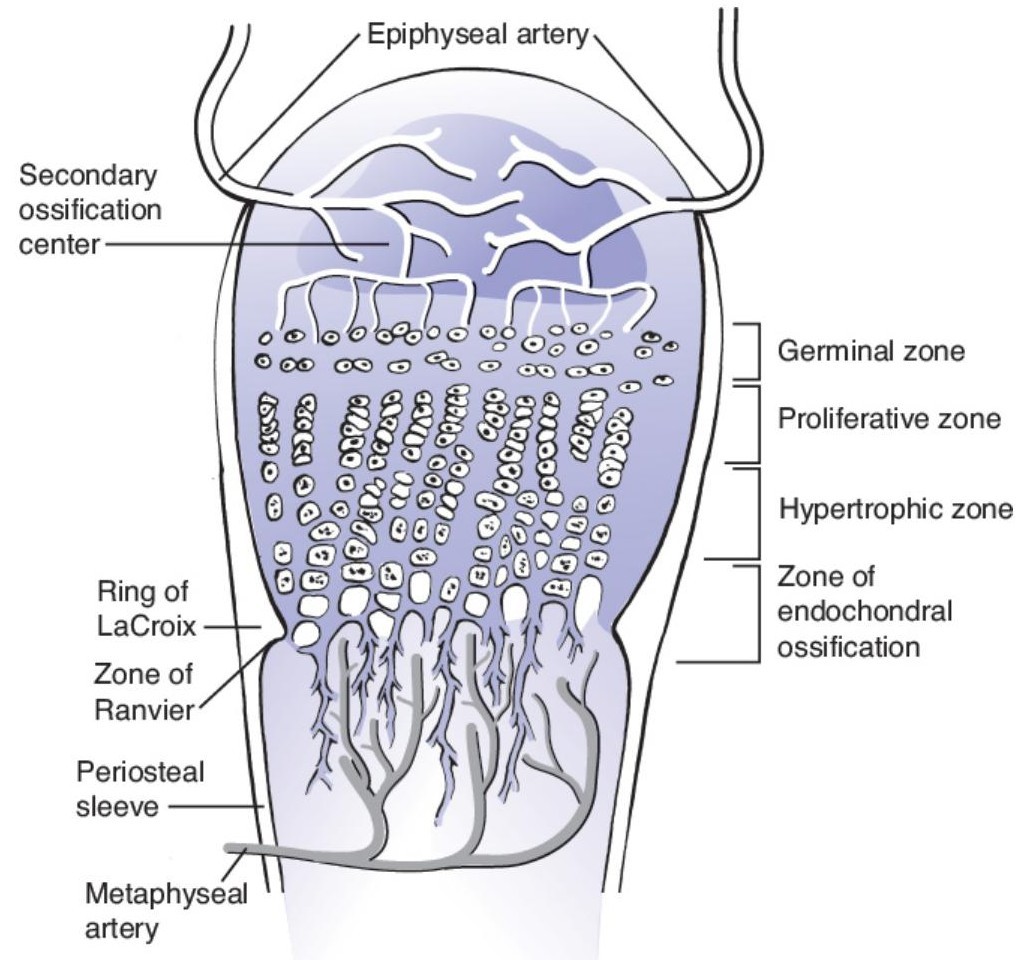 Epiphyseal artery
Secondary
ossification
center
Germinal zone
Proliferative zone
Hypertrophic zone
Zone of
endochondral
ossification
Ring of
LaCroix
Zone of
Ranvier
Periosteal
sleeve
Metaphyseal
artery